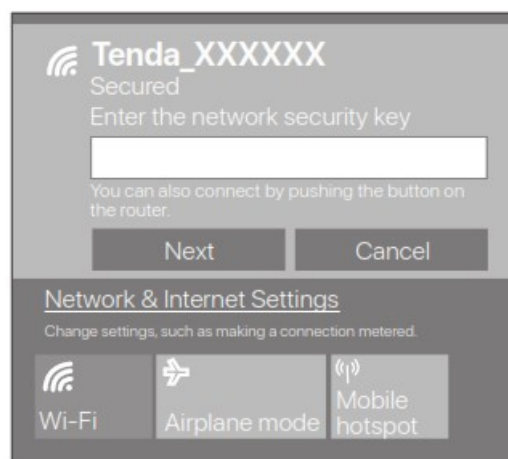 Tenda_XXXXXX
Secured
Enter the network security key
You can also connect by pushing the button on
the router.
Next
Cancel
Network & Internet Settings
Change settings, such as making a connection metered.
Wi-Fi
Airplane mode
Mobile
hotspot